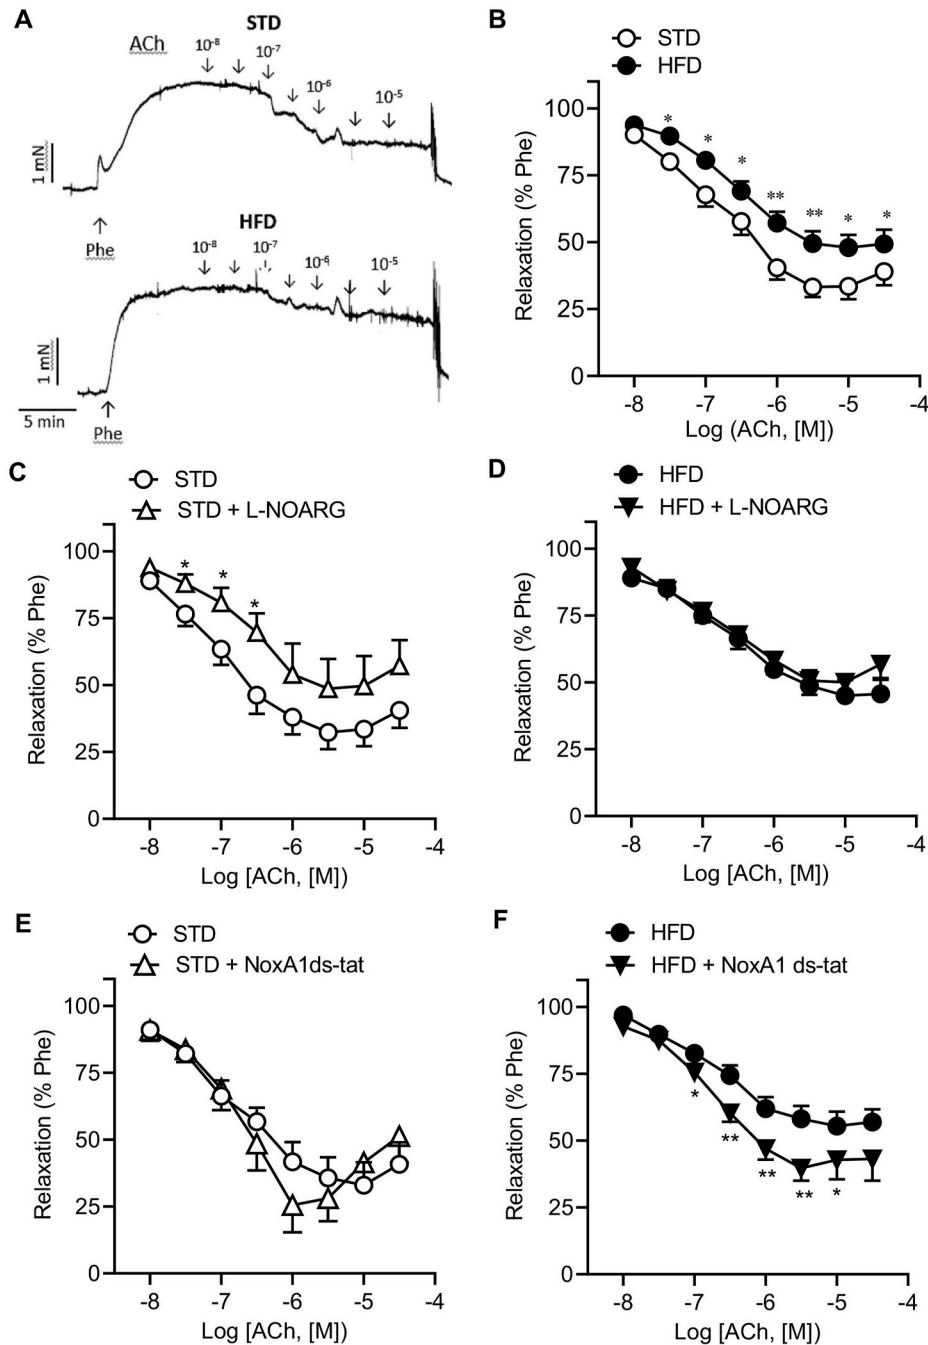 A
STD
ACh
10-8
10-7
10-6
10-5
1 mN
Phe
HFD
10-8
10-7
10-6
10-5
1 mN
5 min
Phe
B
STD
HFD
Relaxation (% Phe)
100
75
50
25
0
* * * ** ** * *
-8 -7 -6 -5 -4
Log (ACh, [M])
C
STD
STD + L-NOARG
Relaxation (% Phe)
100
75
50
25
0
* * *
-8 -7 -6 -5 -4
Log [ACh, [M])
D
HFD
HFD + L-NOARG
Relaxation (% Phe)
100
75
50
25
0
-8 -7 -6 -5 -4
Log [ACh, [M])
E
STD
STD + NoxA1ds-tat
Relaxation (% Phe)
100
75
50
25
0
-8 -7 -6 -5 -4
Log [ACh, [M])
F
HFD
HFD + NoxA1 ds-tat
Relaxation (% Phe)
100
75
50
25
0
* ** ** ** *
-8 -7 -6 -5 -4
Log [ACh, [M])